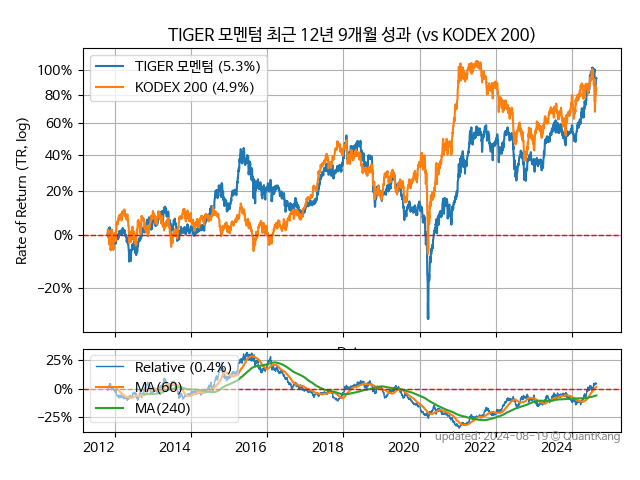 TIGER 모멘텀 최근 12년 9개월 성과 (vs KODEX 200)
Rate of Return (TR, log)
100%
80%
60%
40%
20%
0%
−20%
TIGER 모멘텀 (5.3%)
KODEX 200 (4.9%)
25%
0%
−25%
Relative (0.4%)
MA(60)
MA(240)
2012 2014 2016 2018 2020 2022 2024
updated: 2024-08-19 © QuantKang